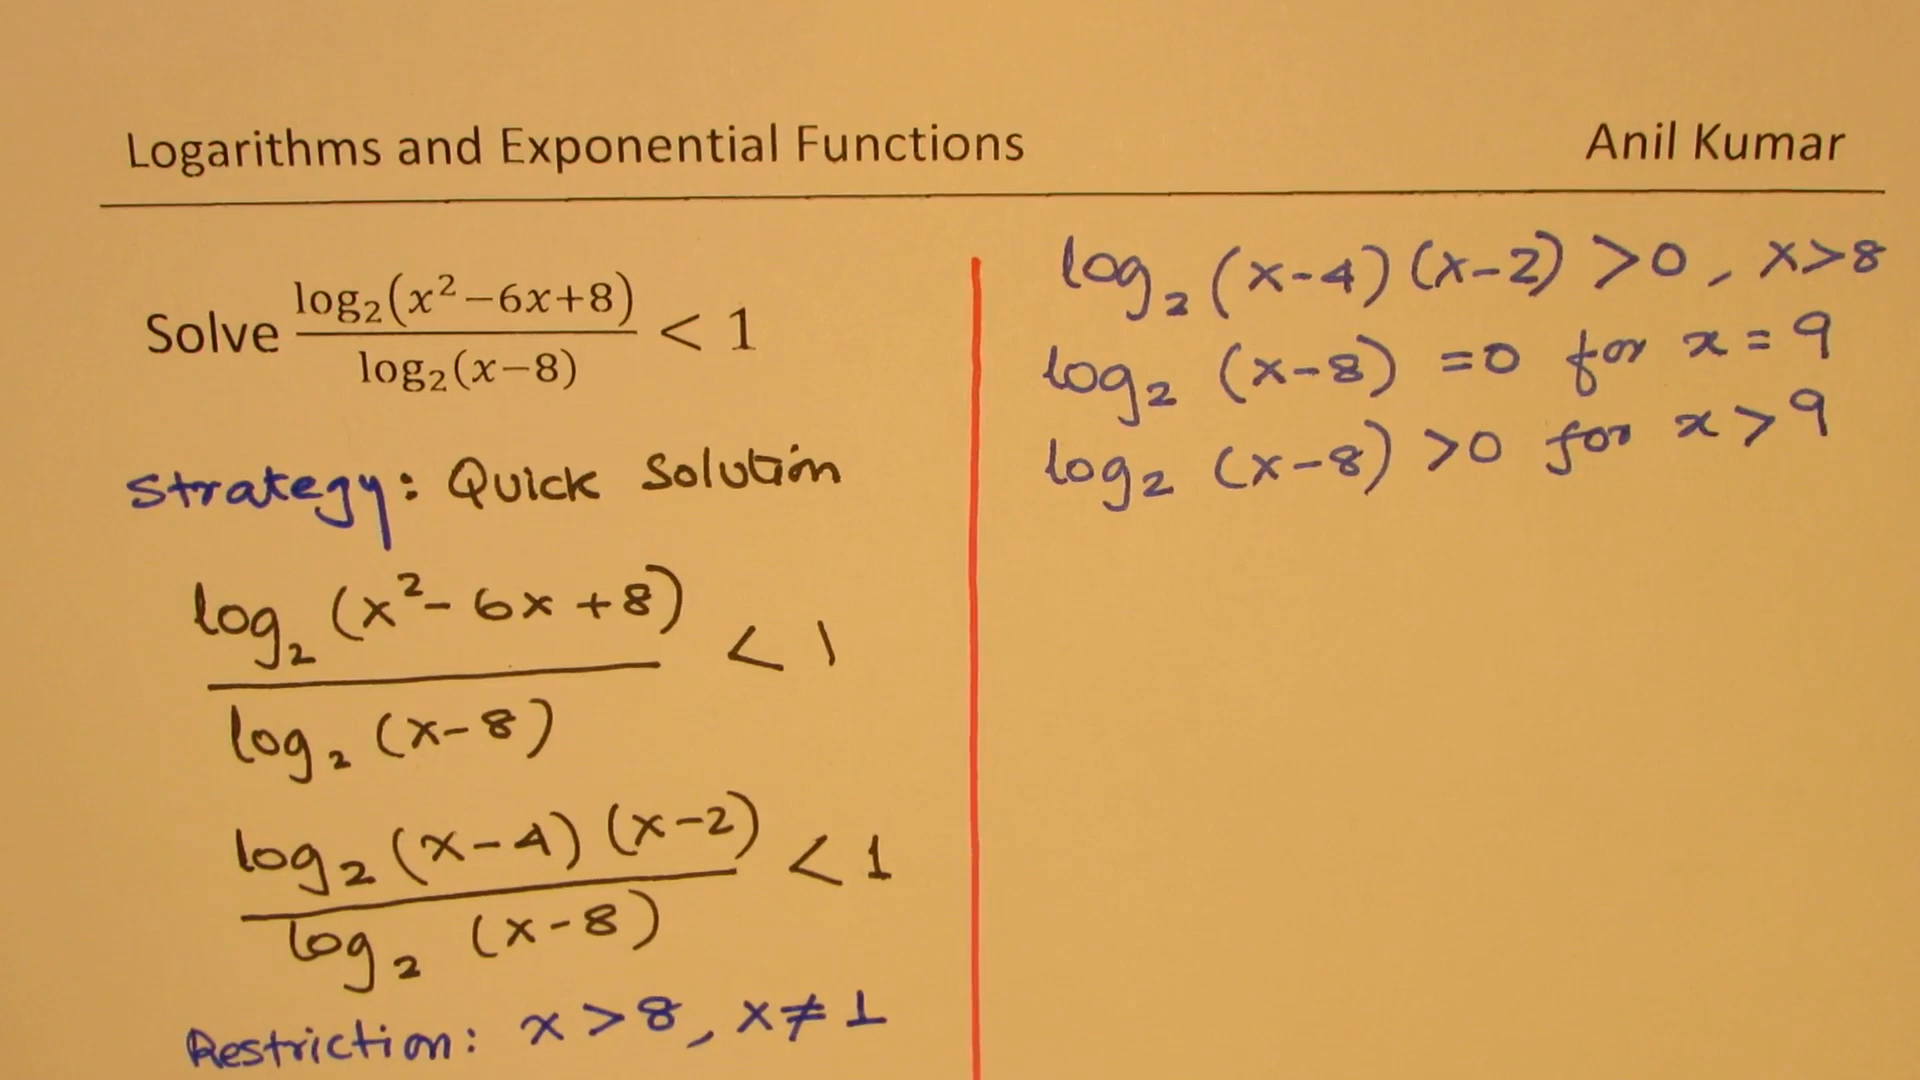 Logarithms and Exponential Functions Anil Kumar
Solve log₂(x²−6x+8) / log₂(x−8) < 1
Strategy: Quick Solution
log₂ (x²- 6x + 8)
< 1
log₂ (x-8)
log₂ (x-4) (x-2)
< 1
log₂ (x-8)
Restriction: x > 8, x ≠ 1
log₂ (x-4) (x-2) >0, x>8
log₂ (x-8) =0 for x = 9
log₂ (x-8) >0 for x > 9